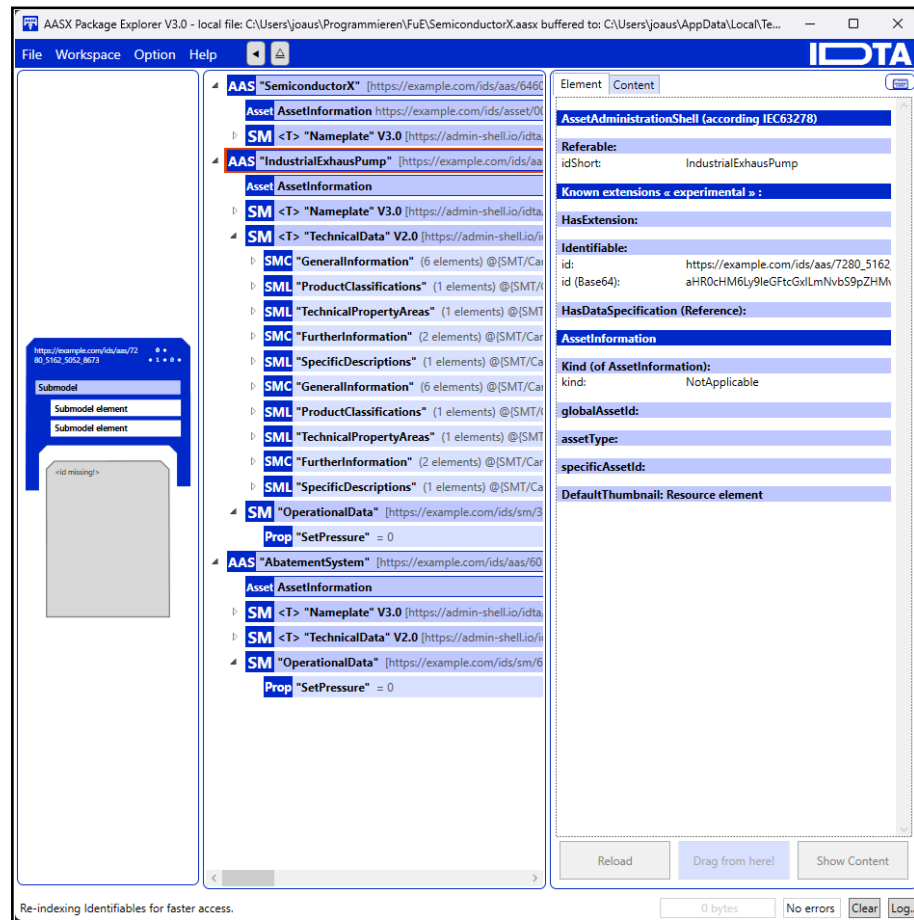 AASX Package Explorer V3.0 - local file: C:\Users\joaus\Programmieren\FuE\SemiconductorX.aasx buffered to: C:\Users\joaus\AppData\Local\Te...
File Workspace Option Help
IDTA
https://example.com/ids/aas/72
80_5162_5052_8673
Submodel
Submodel element
Submodel element
<id missing!>
AAS "SemiconductorX" [https://example.com/ids/aas/6460
Asset AssetInformation https://example.com/ids/asset/00
SM <T> "Nameplate" V3.0 [https://admin-shell.io/idta
AAS "IndustrialExhausPump" [https://example.com/ids/aa
Asset AssetInformation
SM <T> "Nameplate" V3.0 [https://admin-shell.io/idta,
SM <T> "TechnicalData" V2.0 [https://admin-shell.io/i
SMC "GeneralInformation" (6 elements) @{SMT/Car
SML "ProductClassifications" (1 elements) @{SMT/
SML "TechnicalPropertyAreas" (1 elements) @{SMT
SMC "FurtherInformation" (2 elements) @{SMT/Car
SML "SpecificDescriptions" (1 elements) @{SMT/Ca
SMC "GeneralInformation" (6 elements) @{SMT/Car
SML "ProductClassifications" (1 elements) @{SMT/
SML "TechnicalPropertyAreas" (1 elements) @{SMT
SMC "FurtherInformation" (2 elements) @{SMT/Car
SML "SpecificDescriptions" (1 elements) @{SMT/Ca
SM "OperationalData" [https://example.com/ids/sm/3
Prop "SetPressure" = 0
AAS "AbatementSystem" [https://example.com/ids/aas/60
Asset AssetInformation
SM <T> "Nameplate" V3.0 [https://admin-shell.io/idta,
SM <T> "TechnicalData" V2.0 [https://admin-shell.io/i
SM "OperationalData" [https://example.com/ids/sm/6
Prop "SetPressure" = 0
Element Content
AssetAdministrationShell (according IEC63278)
Referable:
idShort: IndustrialExhausPump
Known extensions « experimental » :
HasExtension:
Identifiable:
id: https://example.com/ids/aas/7280_5162_
id (Base64):
HasDataSpecification (Reference):
AssetInformation
Kind (of AssetInformation):
kind: NotApplicable
globalAssetId:
assetType:
specificAssetId:
DefaultThumbnail: Resource element
Reload Drag from here! Show Content
Re-indexing Identifiables for faster access. 0 bytes No errors Clear Log..